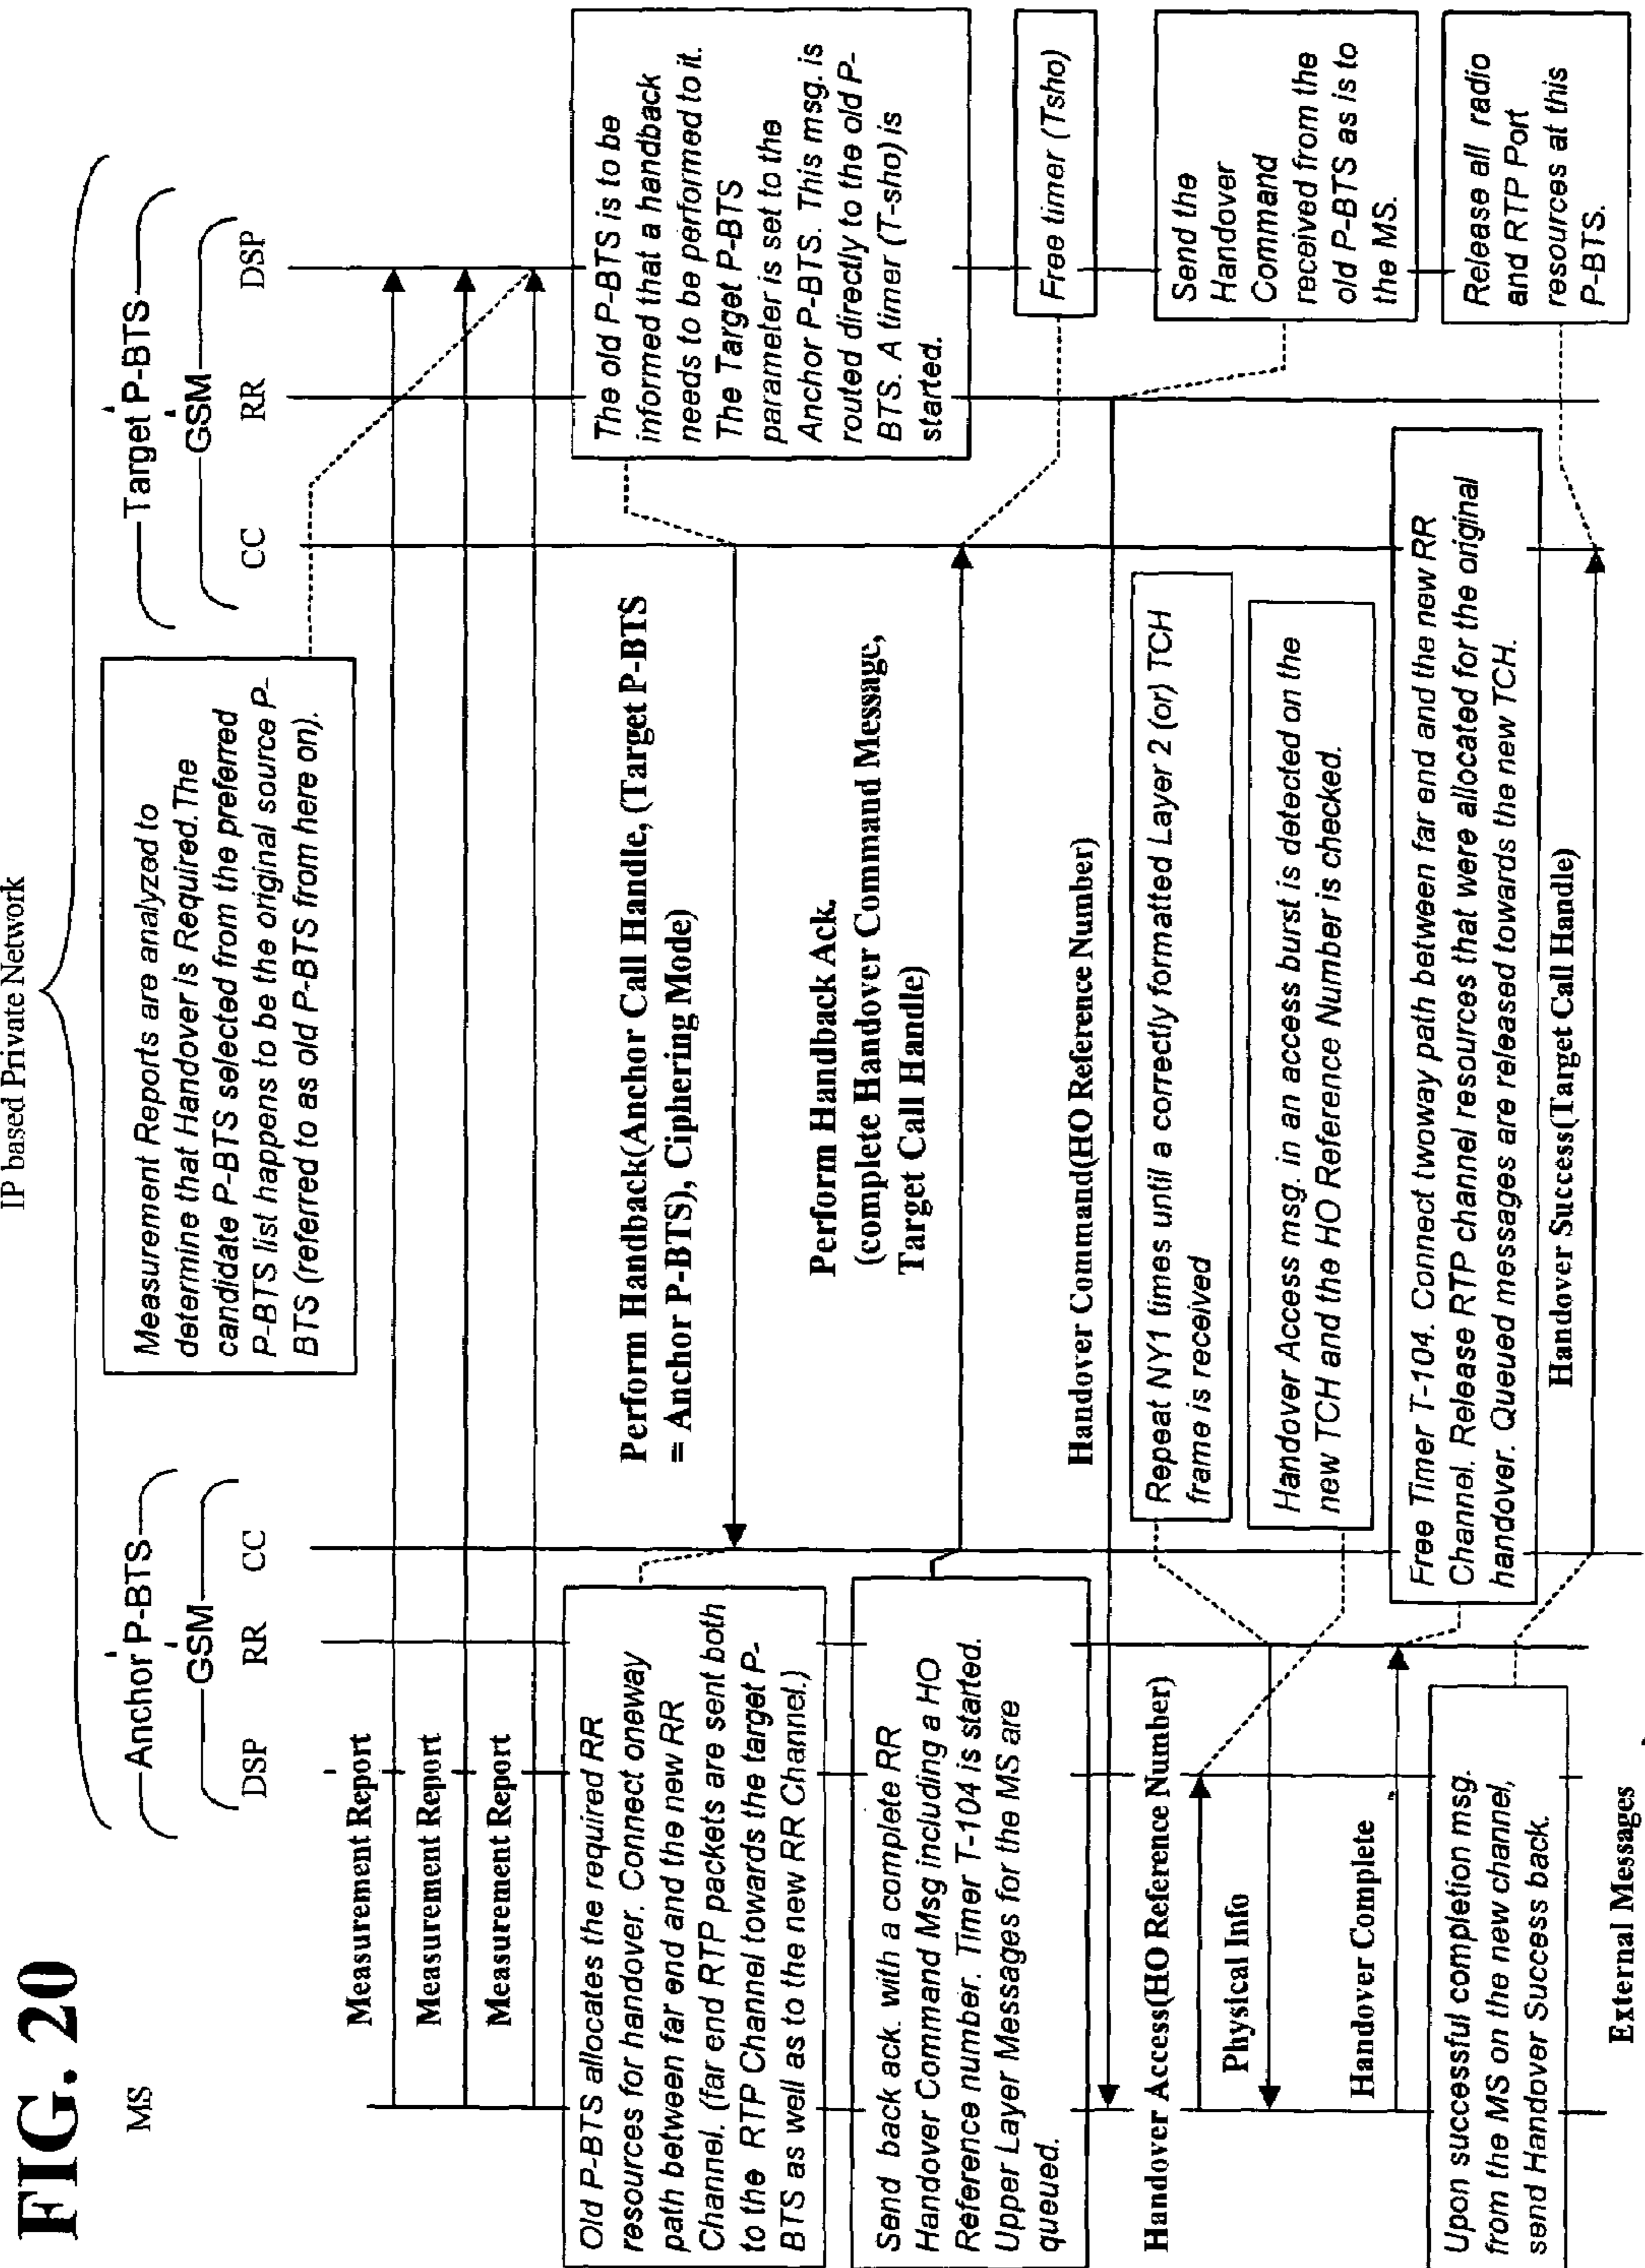 FIG. 20
IP based Private Network
MS
Anchor P-BTS
GSM
DSP
RR
CC
Target P-BTS
GSM
CC
RR
DSP
Measurement Reports are analyzed to
determine that Handover is Required.The
candidate P-BTS selected from the preferred
P-BTS list happens to be the original source P-
BTS (referred to as old P-BTS from here on).
Measurement Report
Measurement Report
Measurement Report
The old P-BTS is to be
informed that a handback
needs to be performed to it.
The Target P-BTS
parameter is set to the
Anchor P-BTS. This msg. is
routed directly to the old P-
BTS. A timer (T-sho) is
started.
Perform Handback(Anchor Call Handle, (Target P-BTS
= Anchor P-BTS), Ciphering Mode)
Old P-BTS allocates the required RR
resources for handover. Connect oneway
path between far end and the new RR
Channel. (far end RTP packets are sent both
to the RTP Channel towards the target P-
BTS as well as to the new RR Channel.)
Perform Handback Ack,
(complete Handover Command Message,
Target Call Handle)
Free timer (Tsho)
Send back ack. with a complete RR
Handover Command Msg including a HO
Reference number. Timer T-104 is started.
Upper Layer Messages for the MS are
queued.
Handover Command(HO Reference Number)
Send the
Handover
Command
received from the
old P-BTS as is to
the MS.
Repeat NY1 times until a correctly formatted Layer 2 (or) TCH
frame is received
Handover Access(HO Reference Number)
Handover Access msg. in an access burst is detected on the
new TCH and the HO Reference Number is checked.
Physical Info
Handover Complete
Free Timer T-104. Connect twoway path between far end and the new RR
Channel. Release RTP channel resources that were allocated for the original
handover. Queued messages are released towards the new TCH.
Release all radio
and RTP Port
resources at this
P-BTS.
Upon successful completion msg.
from the MS on the new channel,
send Handover Success back.
Handover Success(Target Call Handle)
External Messages